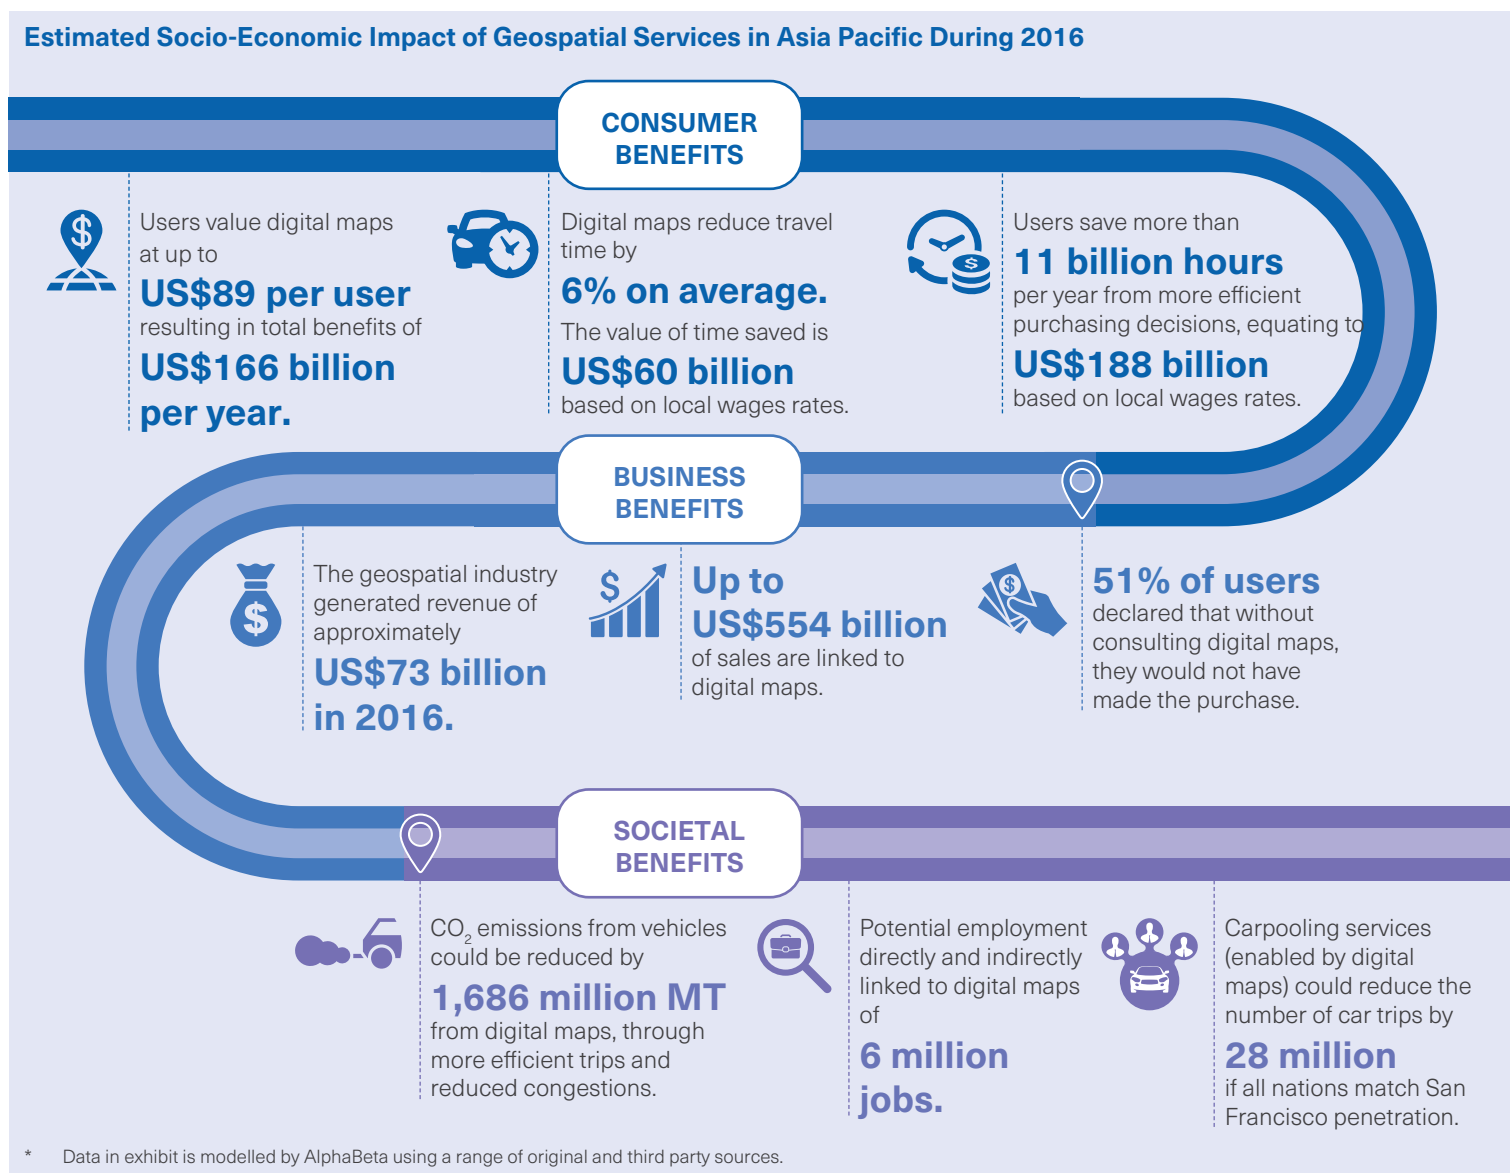 Estimated Socio-Economic Impact of Geospatial Services in Asia Pacific During 2016
CONSUMER
BENEFITS
Users value digital maps
at up to
US$89 per user
resulting in total benefits of
US$166 billion
per year.
Digital maps reduce travel
time by
6% on average.
The value of time saved is
US$60 billion
based on local wages rates.
Users save more than
11 billion hours
per year from more efficient
purchasing decisions, equating to
US$188 billion
based on local wages rates.
BUSINESS
BENEFITS
The geospatial industry
generated revenue of
approximately
US$73 billion
in 2016.
Up to
US$554 billion
of sales are linked to
digital maps.
51% of users
declared that without
consulting digital maps,
they would not have
made the purchase.
SOCIETAL
BENEFITS
CO2 emissions from vehicles
could be reduced by
1,686 million MT
from digital maps, through
more efficient trips and
reduced congestions.
Potential employment
directly and indirectly
linked to digital maps
of
6 million
jobs.
Carpooling services
(enabled by digital
maps) could reduce the
number of car trips by
28 million
if all nations match San
Francisco penetration.
* Data in exhibit is modelled by AlphaBeta using a range of original and third party sources.